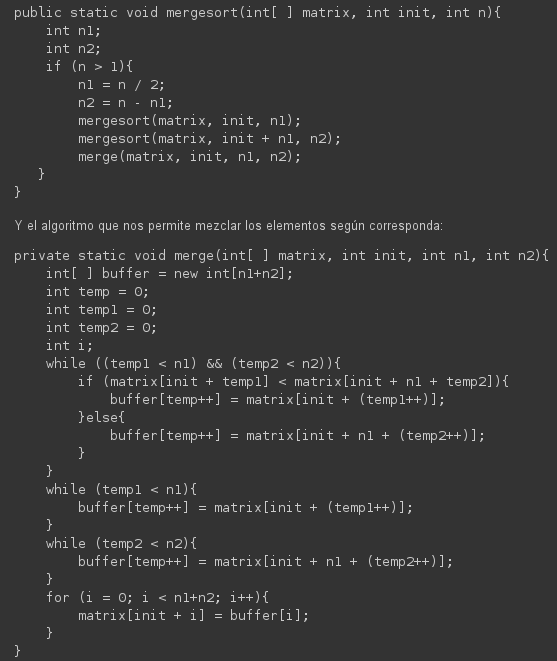 public static void mergesort(int[ ] matrix, int init, int n){
    int n1;
    int n2;
    if (n > 1){
        n1 = n / 2;
        n2 = n - n1;
        mergesort(matrix, init, n1);
        mergesort(matrix, init + n1, n2);
        merge(matrix, init, n1, n2);
   }
}
Y el algoritmo que nos permite mezclar los elementos según corresponda:
private static void merge(int[ ] matrix, int init, int n1, int n2){
    int[ ] buffer = new int[n1+n2];
    int temp = 0;
    int temp1 = 0;
    int temp2 = 0;
    int i;
    while ((temp1 < n1) && (temp2 < n2)){
        if (matrix[init + temp1] < matrix[init + n1 + temp2]){
            buffer[temp++] = matrix[init + (temp1++)];
        }else{
            buffer[temp++] = matrix[init + n1 + (temp2++)];
        }
    }
    while (temp1 < n1){
        buffer[temp++] = matrix[init + (temp1++)];
    }
    while (temp2 < n2){
        buffer[temp++] = matrix[init + n1 + (temp2++)];
    }
    for (i = 0; i < n1+n2; i++){
        matrix[init + i] = buffer[i];
    }
}